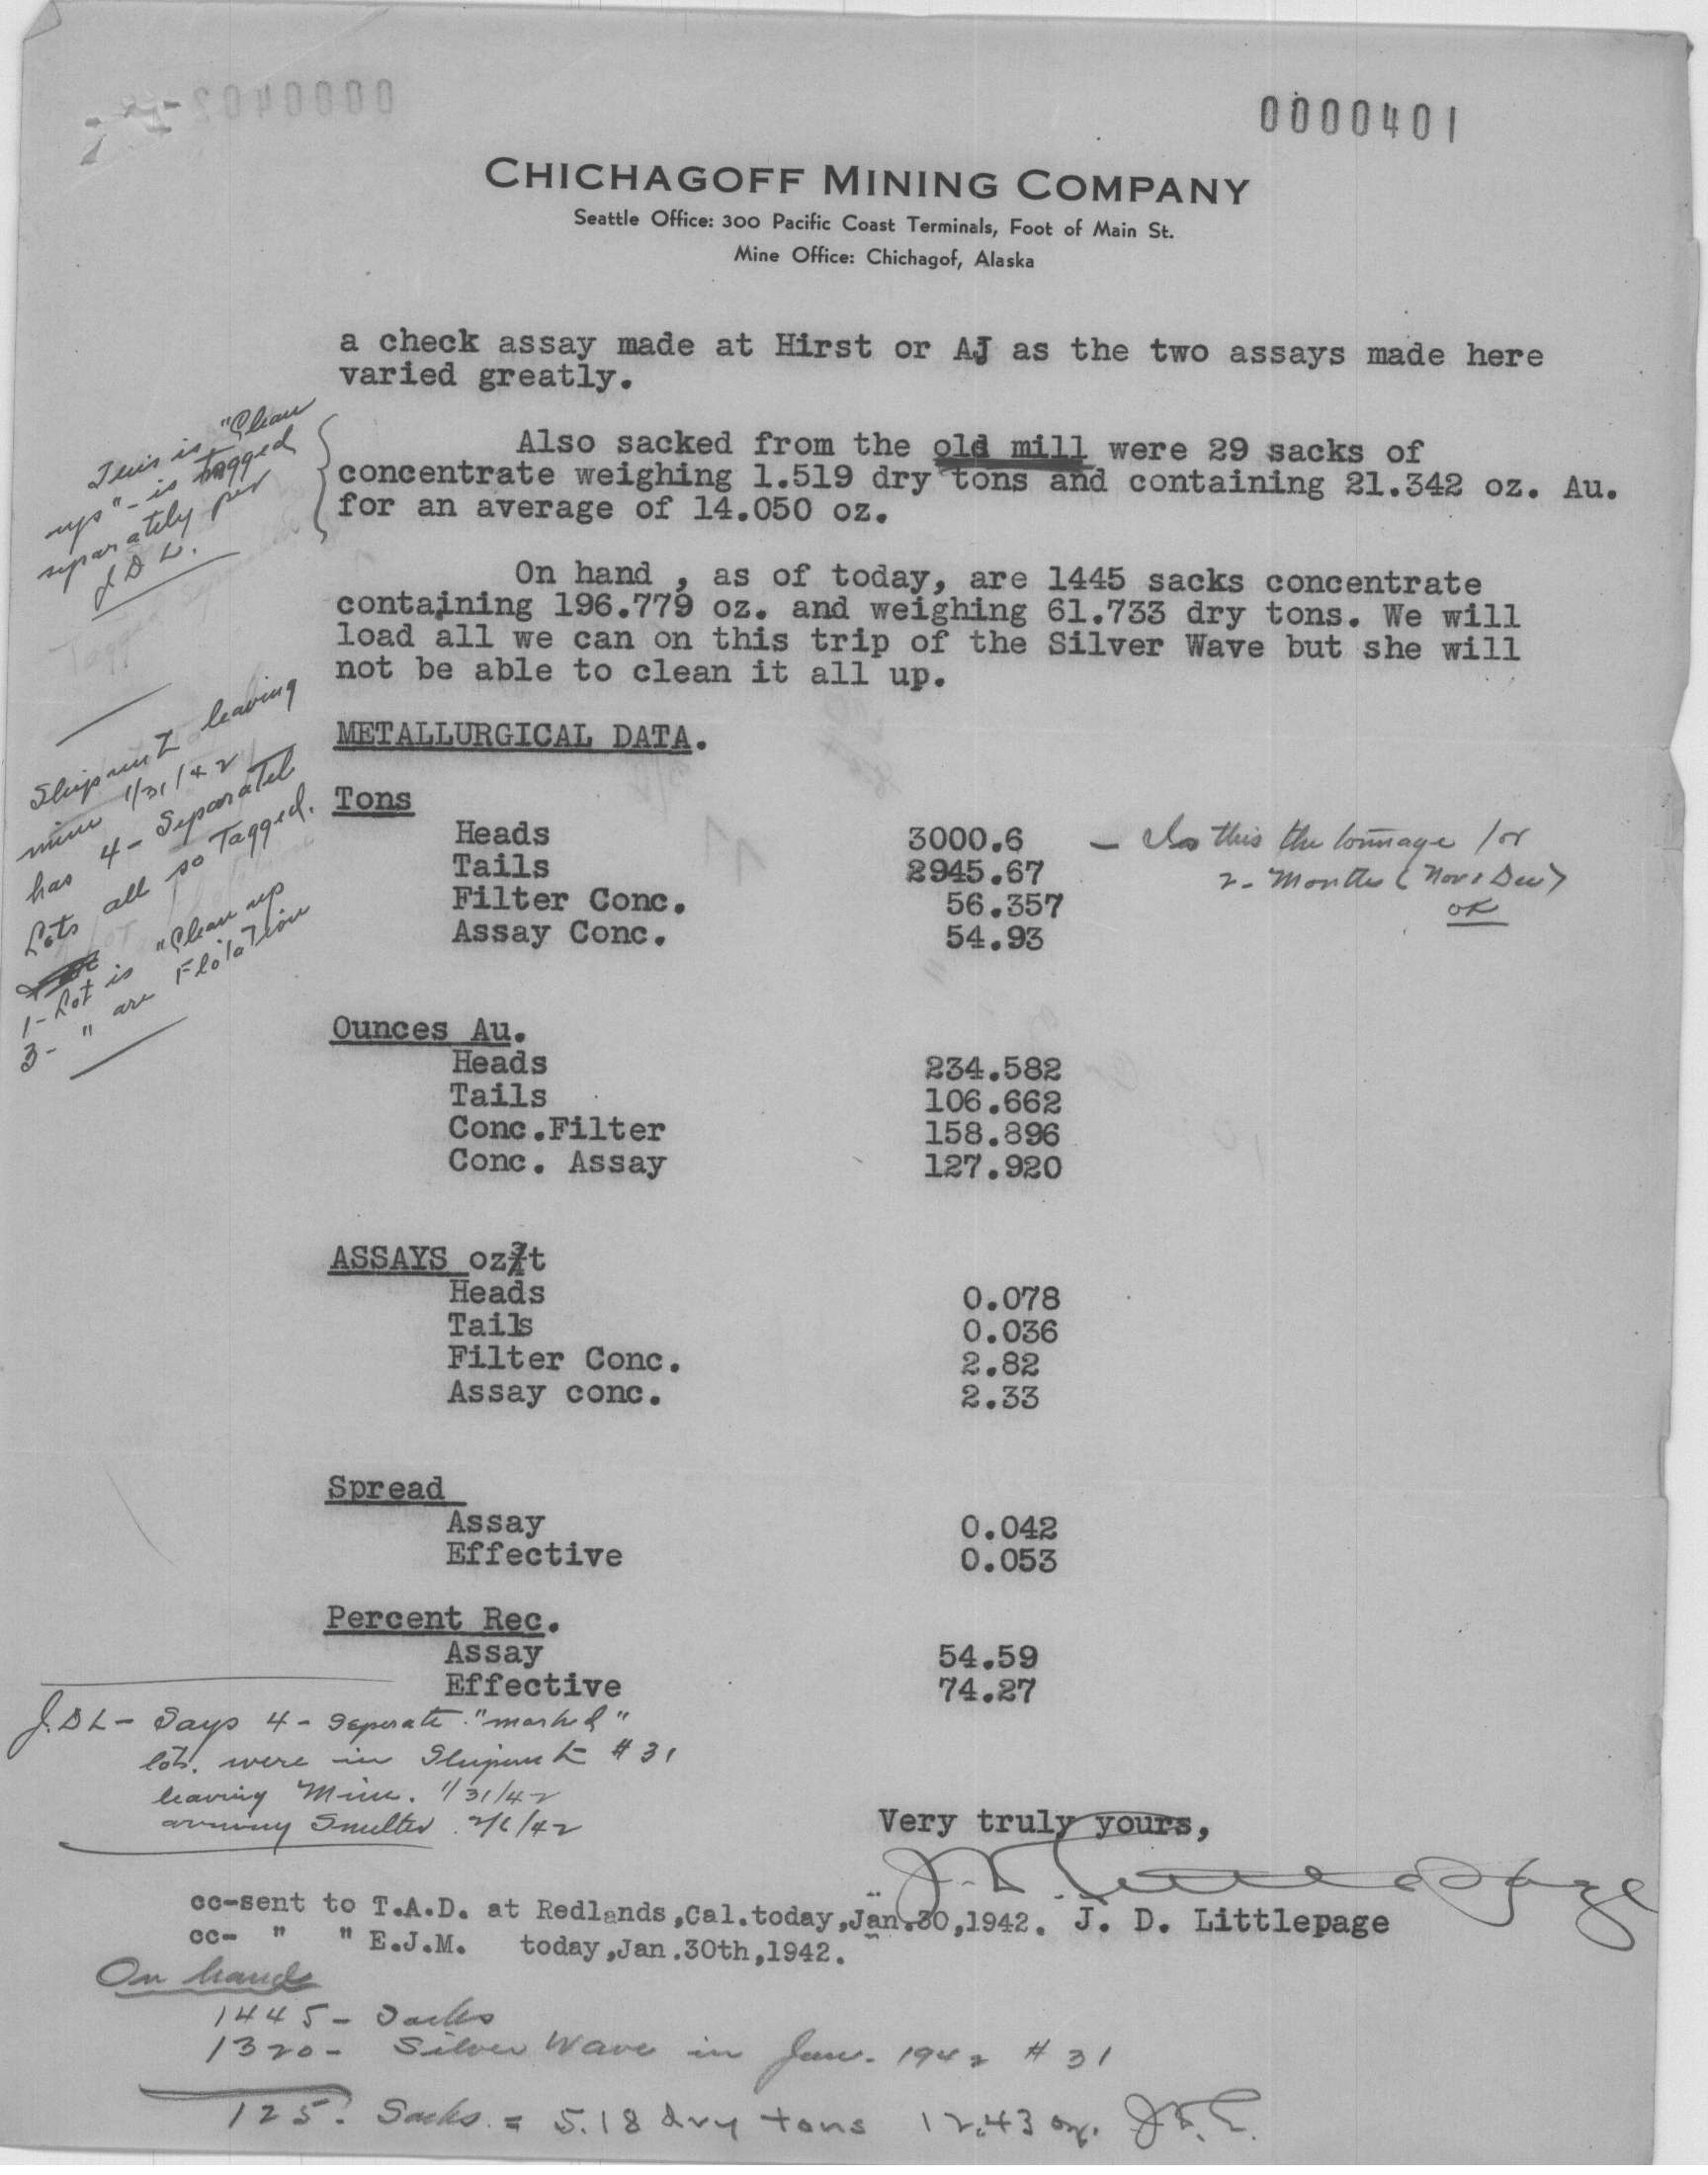 0000402
0000401
CHICHAGOFF MINING COMPANY
Seattle Office: 300 Pacific Coast Terminals, Foot of Main St.
Mine Office: Chichagof, Alaska
a check assay made at Hirst or AJ as the two assays made here
varied greatly.
This is "Clean
ups" - is tagged
separately per
J D L.
Also sacked from the old mill were 29 sacks of
concentrate weighing 1.519 dry tons and containing 21.342 oz. Au.
for an average of 14.050 oz.
On hand , as of today, are 1445 sacks concentrate
containing 196.779 oz. and weighing 61.733 dry tons. We will
load all we can on this trip of the Silver Wave but she will
not be able to clean it all up.
Shipment leaving
mine 1/31/42
has 4 - Separated
Lots all so Tagged.
1 - Lot is "Clean up
3 - " are Flotation
METALLURGICAL DATA.
Tons
Heads 3000.6 — Is this the tonnage for
Tails 2945.67 2 - Months (Nov & Dec)
Filter Conc. 56.357 OK
Assay Conc. 54.93
Ounces Au.
Heads 234.582
Tails 106.662
Conc.Filter 158.896
Conc. Assay 127.920
ASSAYS oz/t
Heads 0.078
Tails 0.036
Filter Conc. 2.82
Assay conc. 2.33
Spread
Assay 0.042
Effective 0.053
Percent Rec.
Assay 54.59
Effective 74.27
J.D L - Says 4 - Seperate "marked"
lots. were in Shipment # 31
leaving Mine. 1/31/42
arriving Smelter. 2/6/42
Very truly yours,
J. D. Littlepage
cc-sent to T.A.D. at Redlands,Cal.today,Jan.30,1942. J. D. Littlepage
cc- " " E.J.M. today,Jan.30th,1942.
On hand
1445 - Sacks
1320 - Silver Wave in Jan. 1942 # 31
125. Sacks = 5.18 dry tons 12.43 oz.